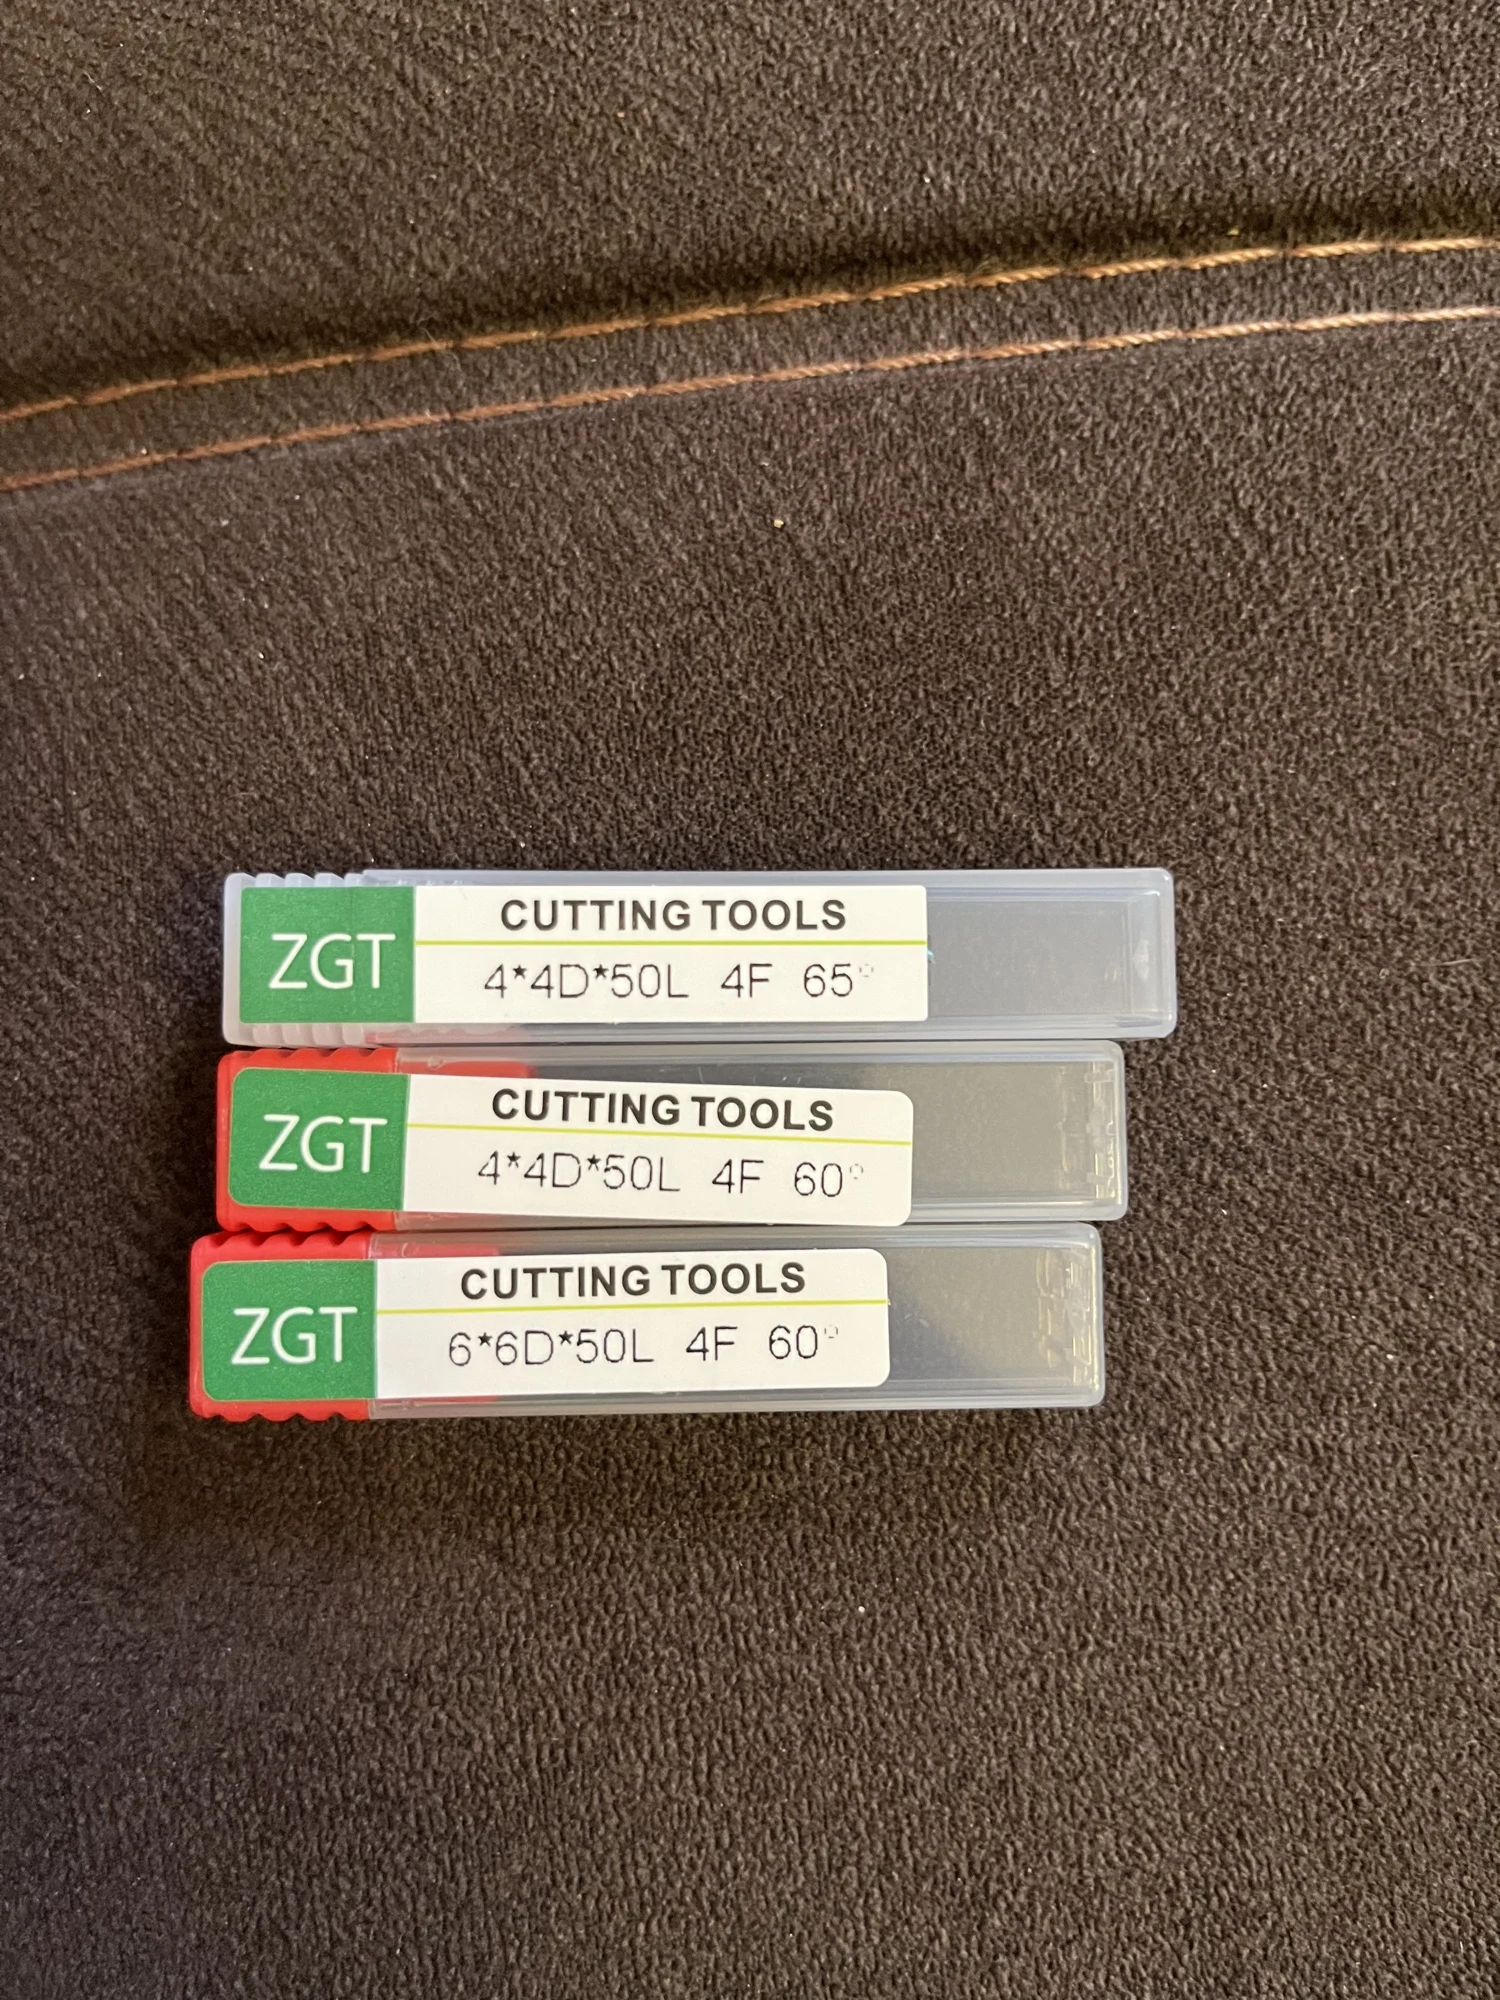 ZGT
CUTTING TOOLS
4*4D*50L 4F 65°
ZGT
CUTTING TOOLS
4*4D*50L 4F 60°
ZGT
CUTTING TOOLS
6*6D*50L 4F 60°